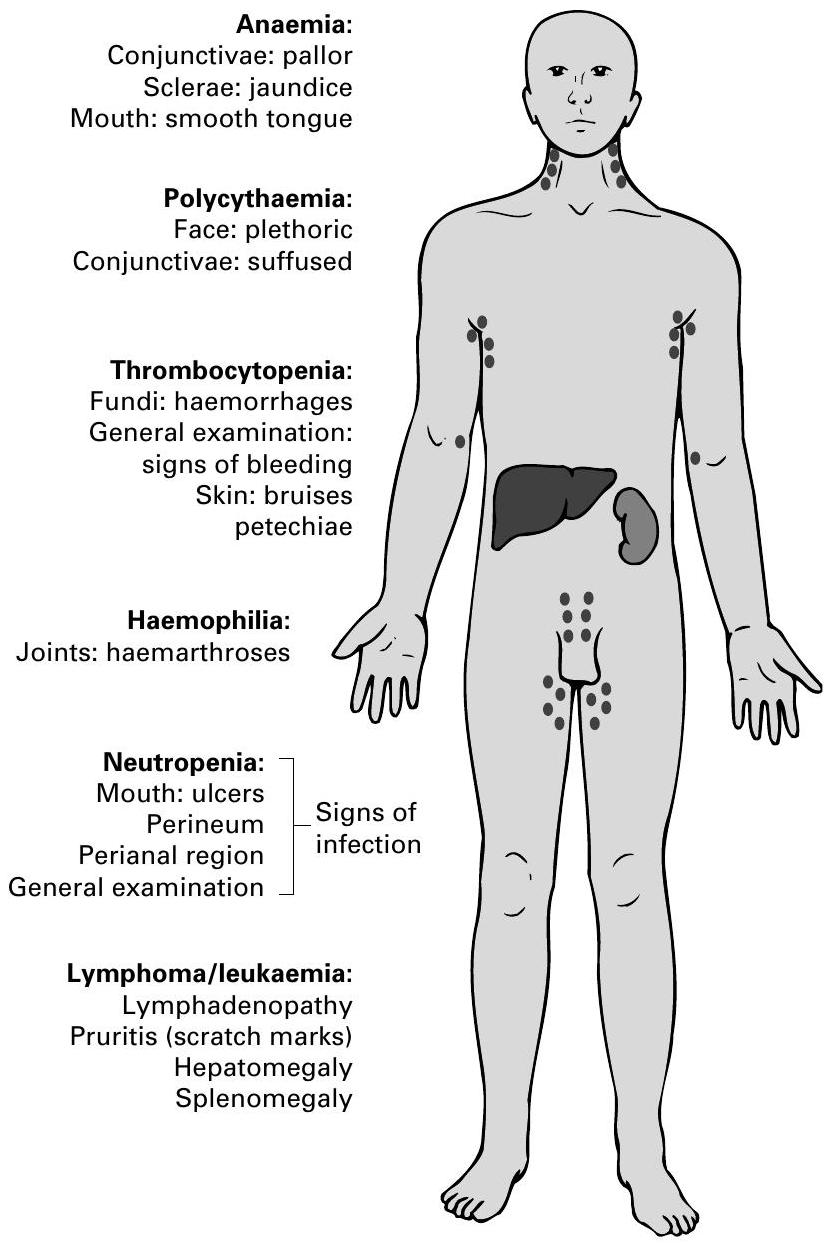 Anaemia:
Conjunctivae: pallor
Sclerae: jaundice
Mouth: smooth tongue
Polycythaemia:
Face: plethoric
Conjunctivae: suffused
Thrombocytopenia:
Fundi: haemorrhages
General examination:
signs of bleeding
Skin: bruises
petechiae
Haemophilia:
Joints: haemarthroses
Neutropenia:
Mouth: ulcers
Perineum
Perianal region
General examination
Signs of
infection
Lymphoma/leukaemia:
Lymphadenopathy
Pruritis (scratch marks)
Hepatomegaly
Splenomegaly